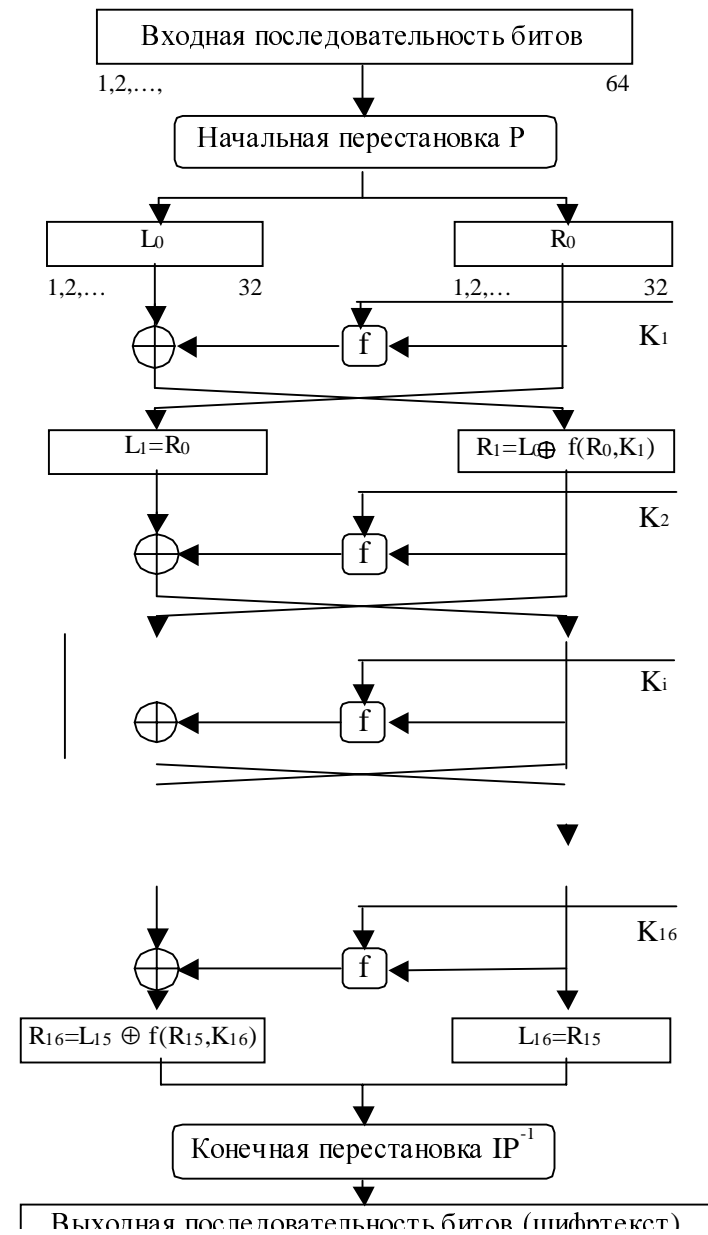 Входная последовательность битов
1,2,…, 64
Начальная перестановка P
L0 R0
1,2,… 32 1,2,… 32
K1
f
L1=R0 R1=L0⊕ f(R0,K1)
K2
f
Ki
f
K16
f
R16=L15 ⊕ f(R15,K16) L16=R15
Конечная перестановка IP-1
Выходная последовательность битов (шифртекст)